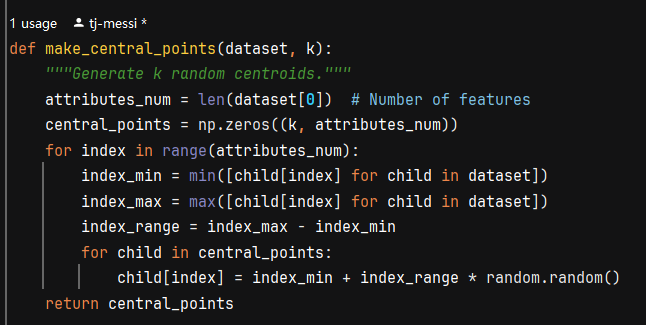 1 usage tj-messi *
def make_central_points(dataset, k):
    """Generate k random centroids."""
    attributes_num = len(dataset[0])  # Number of features
    central_points = np.zeros((k, attributes_num))
    for index in range(attributes_num):
        index_min = min([child[index] for child in dataset])
        index_max = max([child[index] for child in dataset])
        index_range = index_max - index_min
        for child in central_points:
            child[index] = index_min + index_range * random.random()
    return central_points